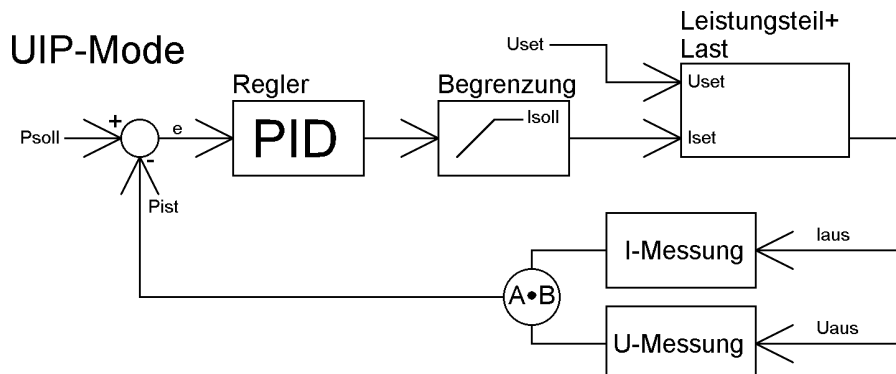 UIP-Mode
Leistungsteil+
Last
Uset
Uset
Regler
Begrenzung
Psoll
+
-
e
PID
Isoll
Iset
Pist
I-Messung
Iaus
A•B
U-Messung
Uaus